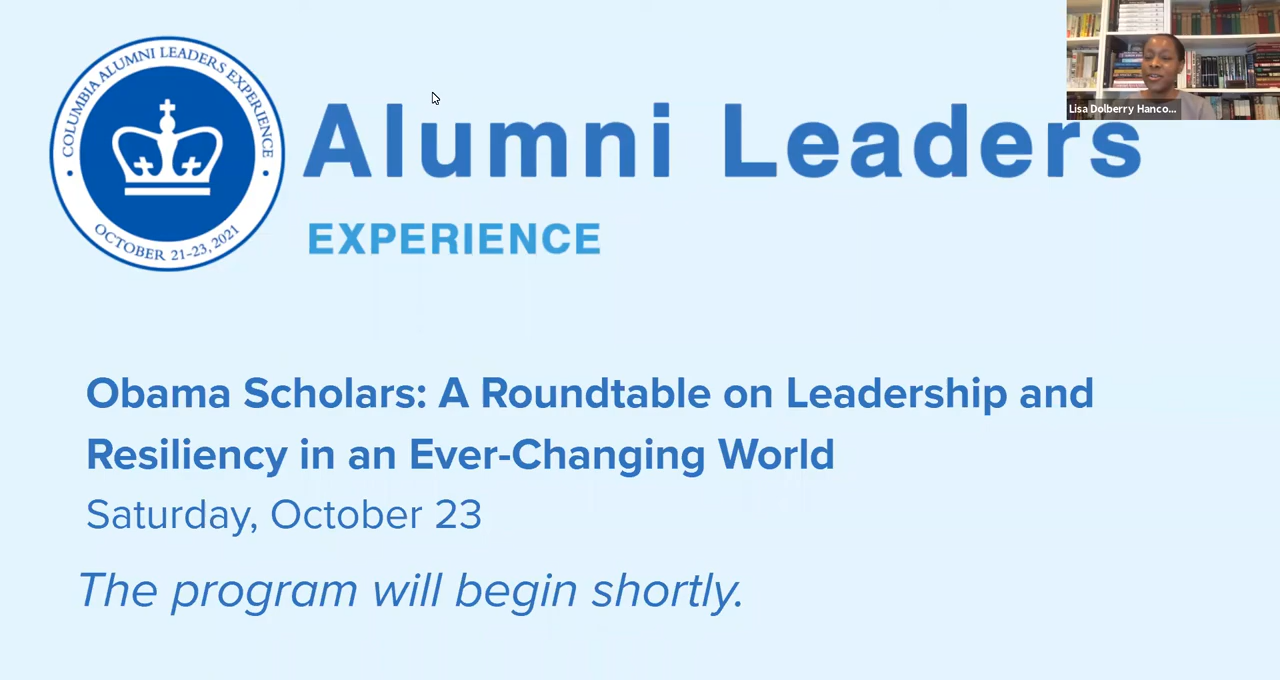 COLUMBIA ALUMNI LEADERS EXPERIENCE
OCTOBER 21-23, 2021
Alumni Leaders
EXPERIENCE
Lisa Dolberry Hanco...
Obama Scholars: A Roundtable on Leadership and
Resiliency in an Ever-Changing World
Saturday, October 23
The program will begin shortly.